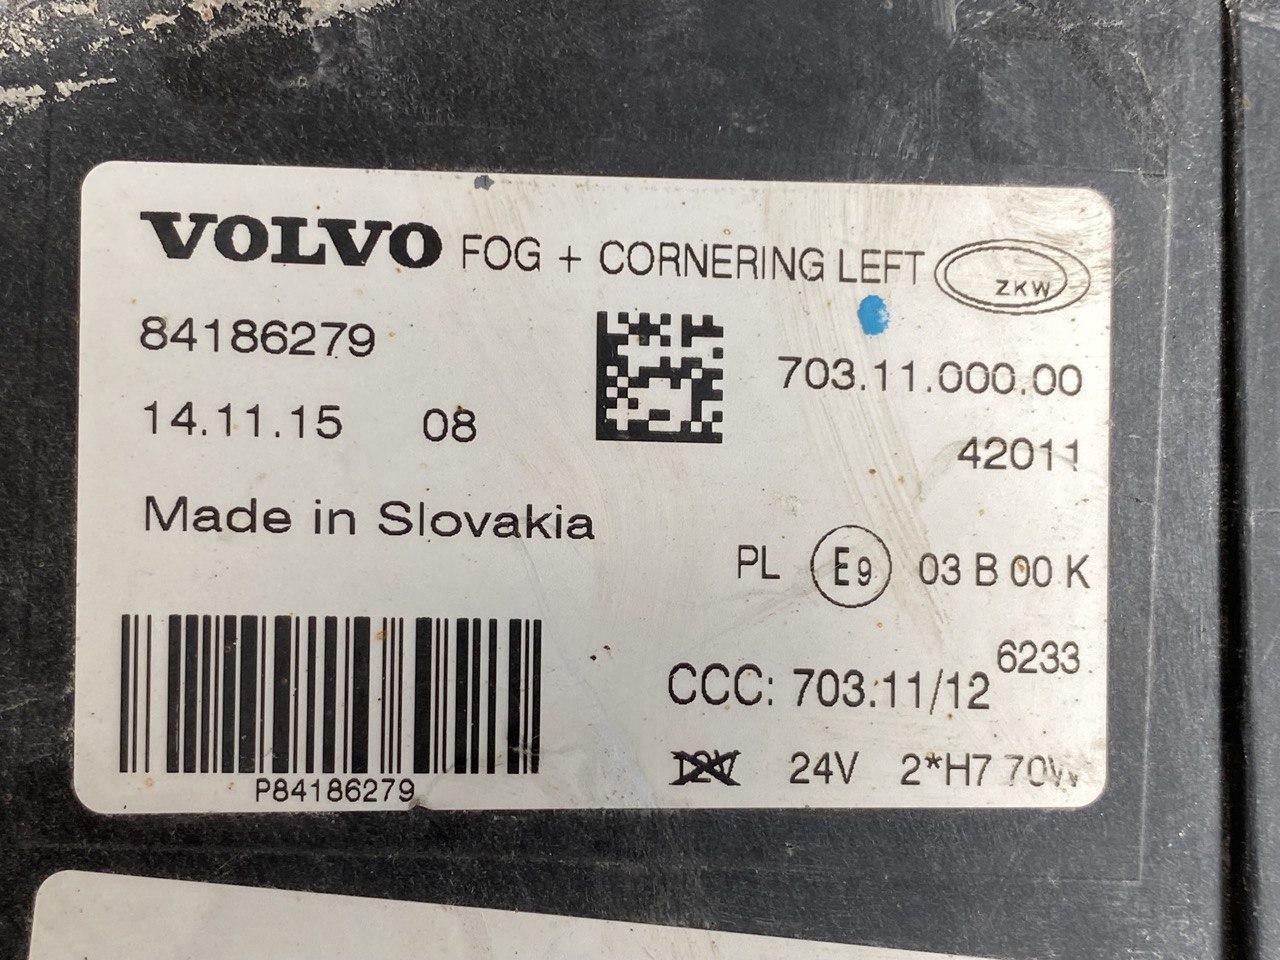 VOLVO FOG + CORNERING LEFT ZKW
84186279
703.11.000.00
14.11.15 08
42011
Made in Slovakia
PL E9 03 B 00 K
6233
CCC: 703.11/12
12V 24V 2*H7 70W
P84186279